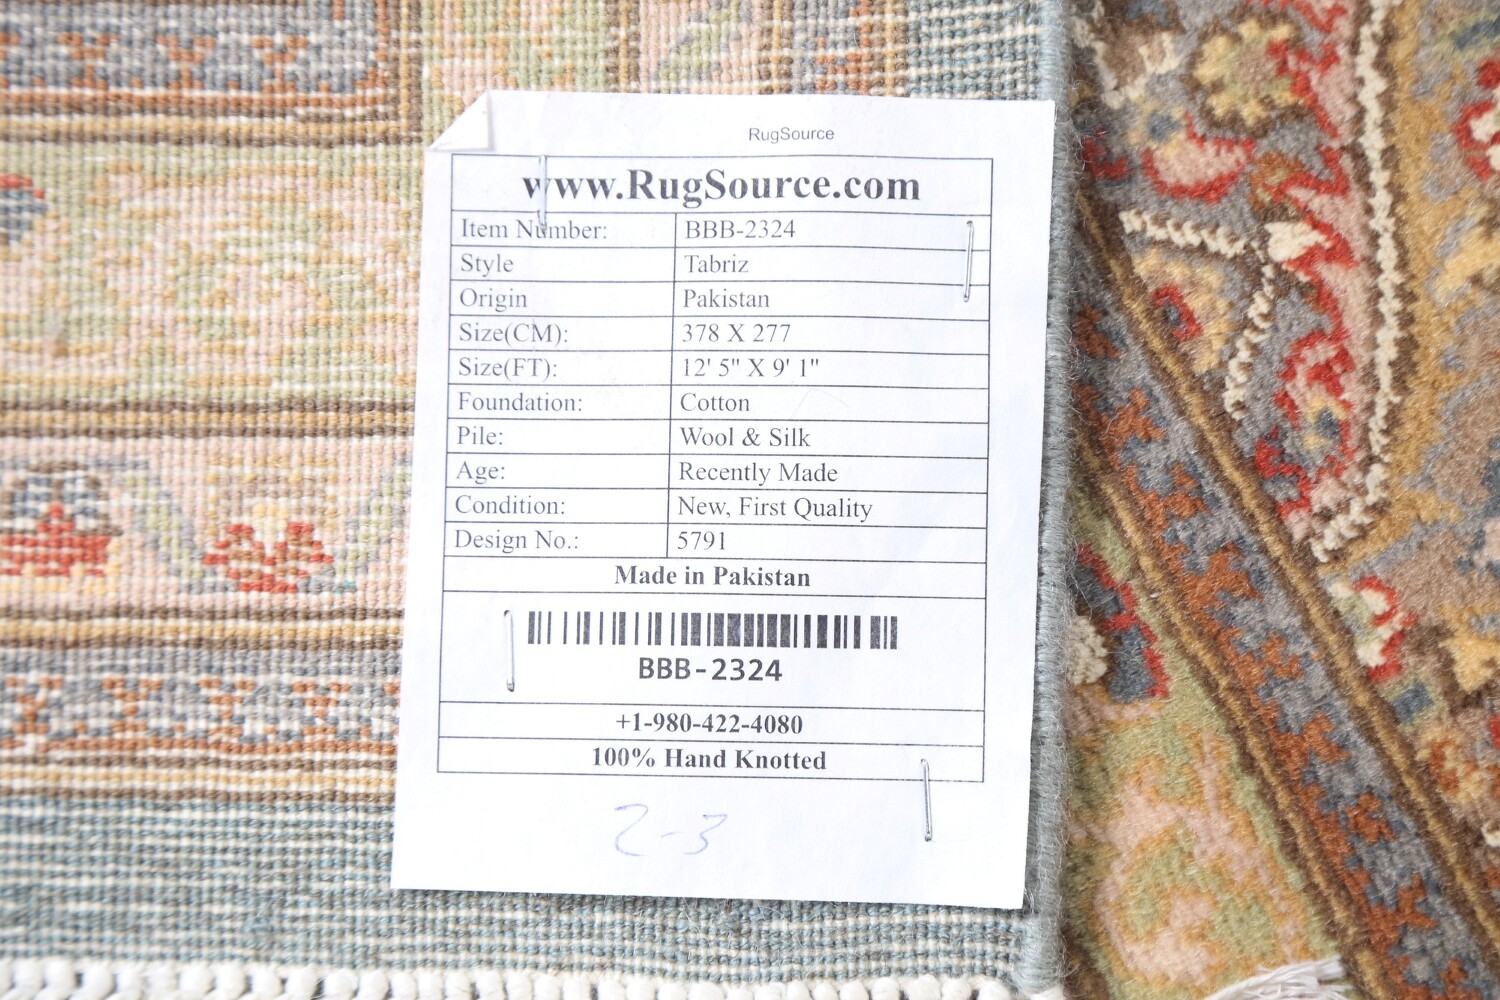 RugSource
www.RugSource.com
Item Number: BBB-2324
Style Tabriz
Origin Pakistan
Size(CM): 378 X 277
Size(FT): 12' 5" X 9' 1"
Foundation: Cotton
Pile: Wool & Silk
Age: Recently Made
Condition: New, First Quality
Design No.: 5791
Made in Pakistan
BBB-2324
+1-980-422-4080
100% Hand Knotted
2-3